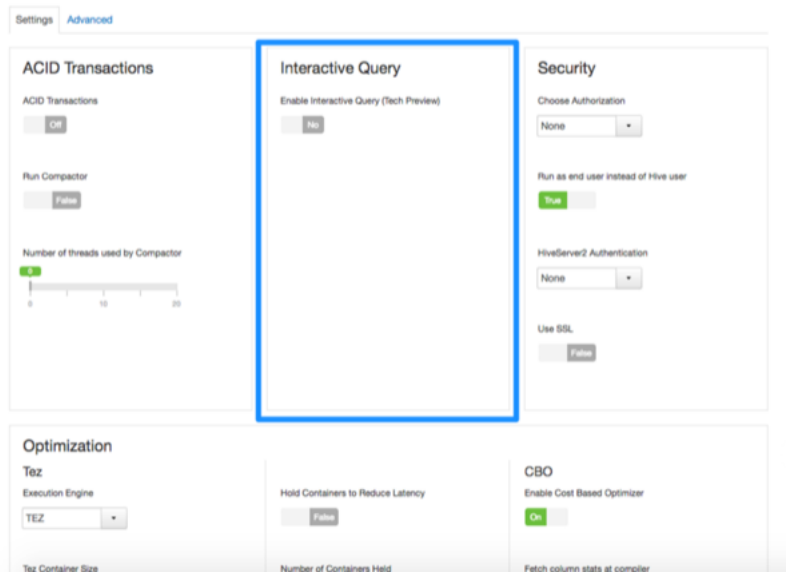 Settings Advanced
ACID Transactions
ACID Transactions
Off
Run Compactor
False
Number of threads used by Compactor
0
0 10 20
Interactive Query
Enable Interactive Query (Tech Preview)
No
Security
Choose Authorization
None
Run as end user instead of Hive user
True
HiveServer2 Authentication
None
Use SSL
False
Optimization
Tez
Execution Engine
TEZ
Tez Container Size
Hold Containers to Reduce Latency
False
Number of Containers Held
CBO
Enable Cost Based Optimizer
On
Fetch column stats at compiler